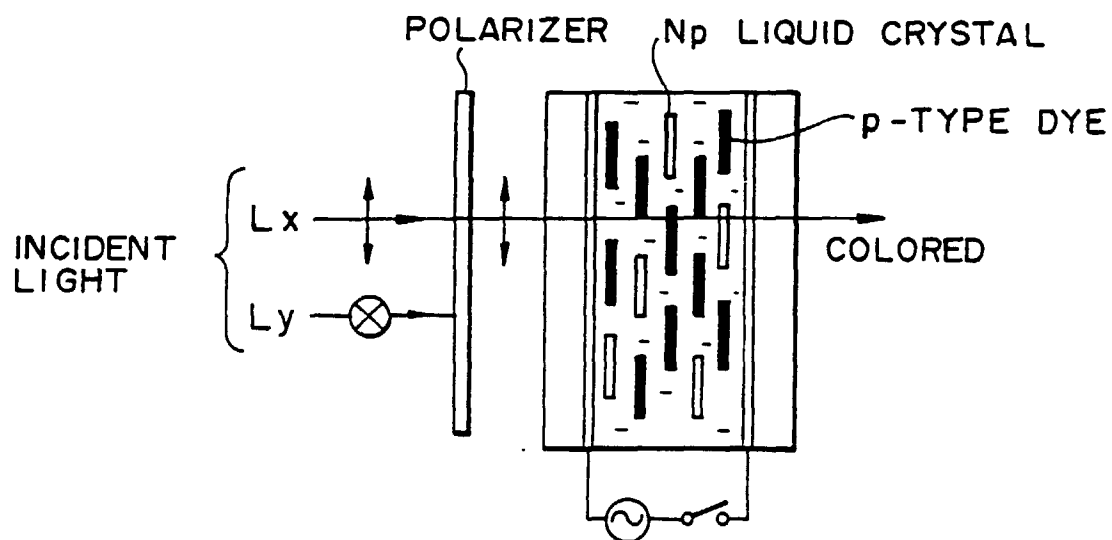 POLARIZER
Np LIQUID CRYSTAL
p-TYPE DYE
INCIDENT
LIGHT
Lx
Ly
COLORED